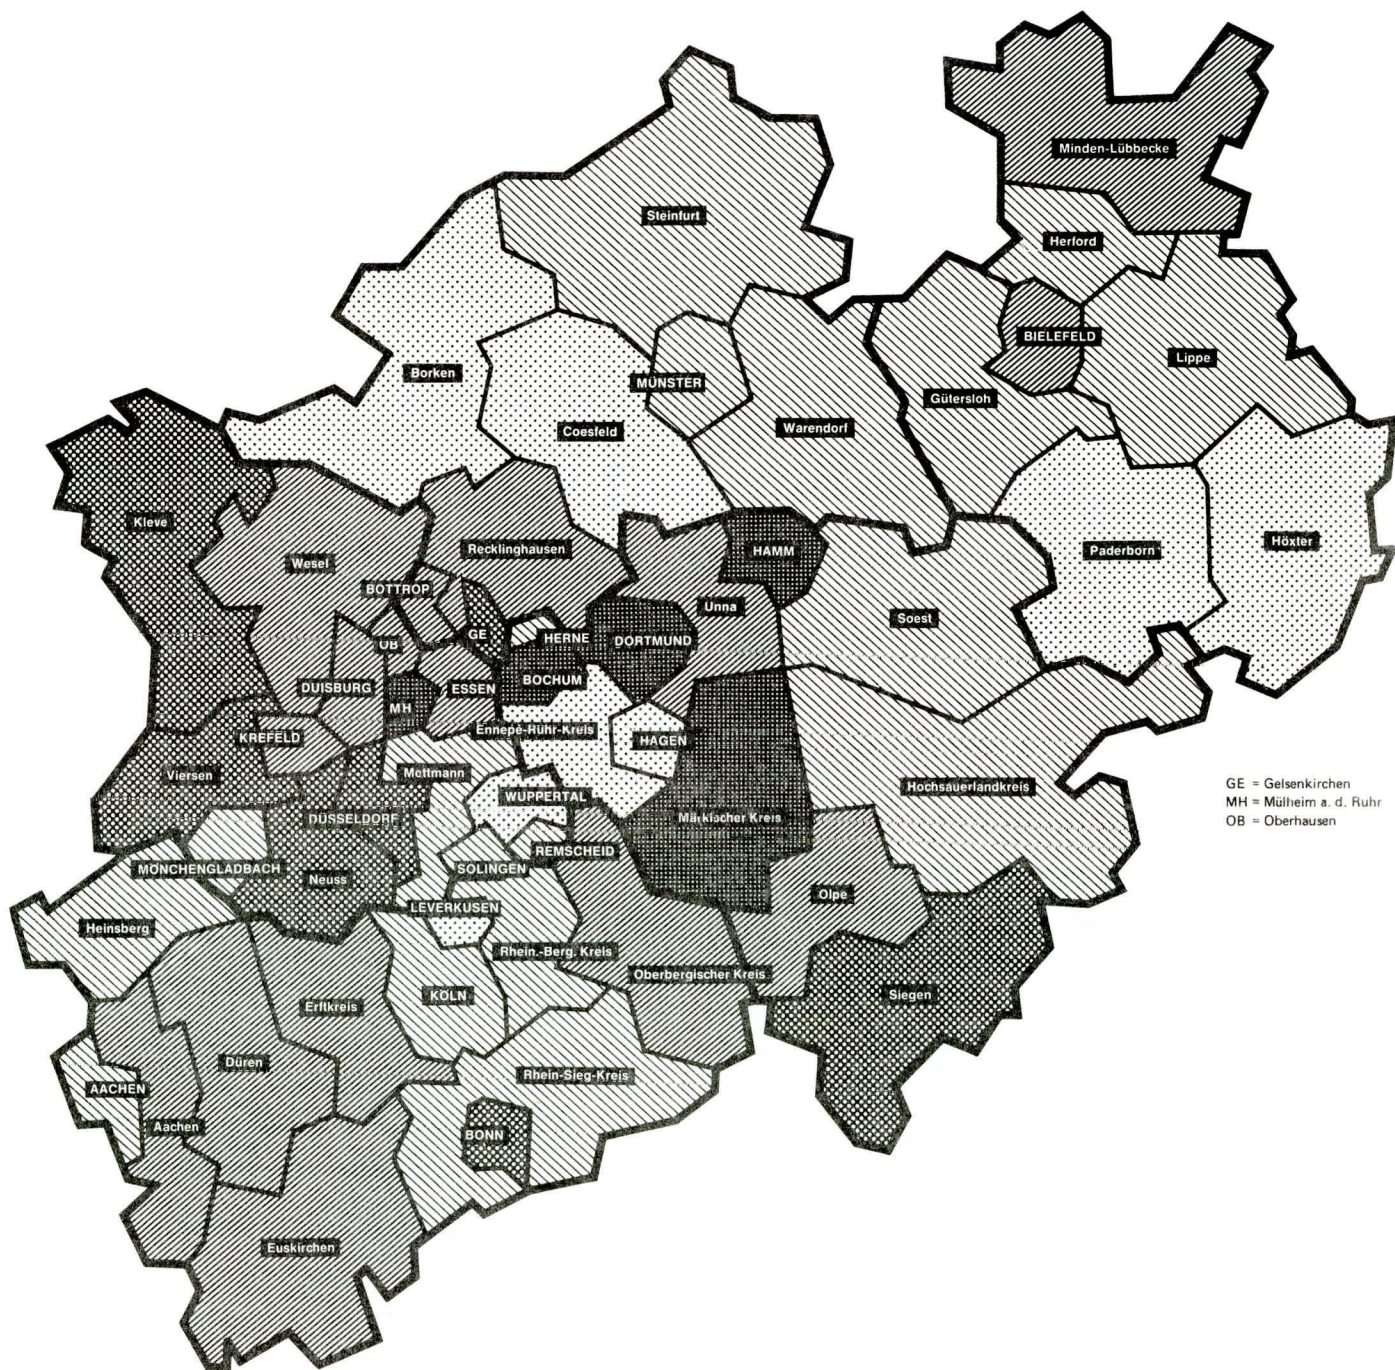 Minden-Lübbecke
Steinfurt
Herford
BIELEFELD
Lippe
Borken
MÜNSTER
Gütersloh
Coesfeld
Warendorf
Kleve
Recklinghausen
HAMM
Paderborn
Höxter
Wesel
BOTTROP
Unna
Soest
GE
HERNE
DORTMUND
OB
BOCHUM
DUISBURG
ESSEN
MH
Ennepe-Ruhr-Kreis
KREFELD
HAGEN
Viersen
Mettmann
Hochsauerlandkreis
GE = Gelsenkirchen
MH = Mülheim a. d. Ruhr
OB = Oberhausen
WUPPERTAL
DÜSSELDORF
Märkischer Kreis
REMSCHEID
MÖNCHENGLADBACH
SOLINGEN
Neuss
Olpe
LEVERKUSEN
Heinsberg
Rhein.-Berg. Kreis
Oberbergischer Kreis
KÖLN
Siegen
Erftkreis
Düren
Rhein-Sieg-Kreis
AACHEN
Aachen
BONN
Euskirchen